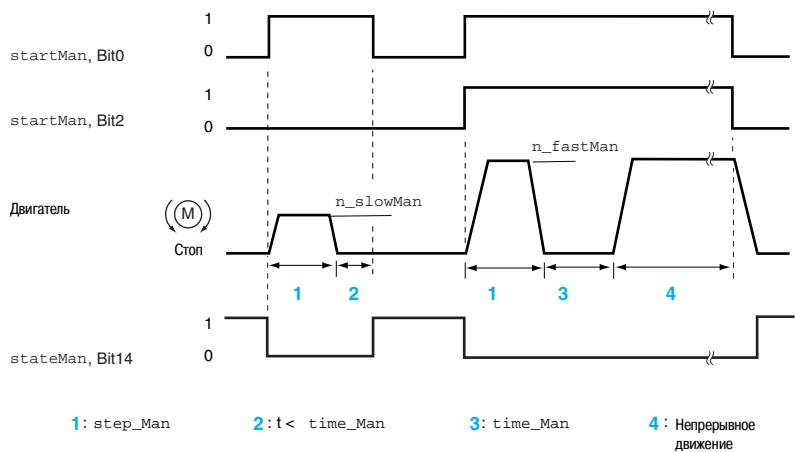 1
startMan, Bit0 0
1
startMan, Bit2 0
n_fastMan
n_slowMan
Двигатель M
Стоп
1 2 1 3 4
1
stateMan, Bit14 0
1: step_Man 2: t < time_Man 3: time_Man 4: Непрерывное
движение